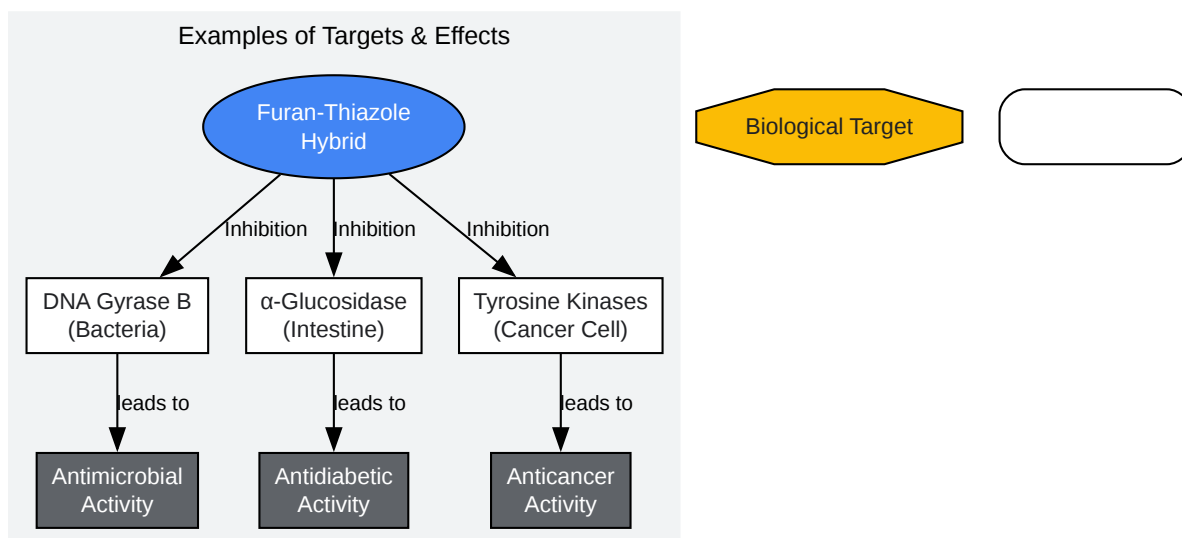 Examples of Targets & Effects
Furan-Thiazole
Hybrid
Biological Target
Inhibition
Inhibition
Inhibition
DNA Gyrase B
(Bacteria)
α-Glucosidase
(Intestine)
Tyrosine Kinases
(Cancer Cell)
leads to
leads to
leads to
Antimicrobial
Activity
Antidiabetic
Activity
Anticancer
Activity